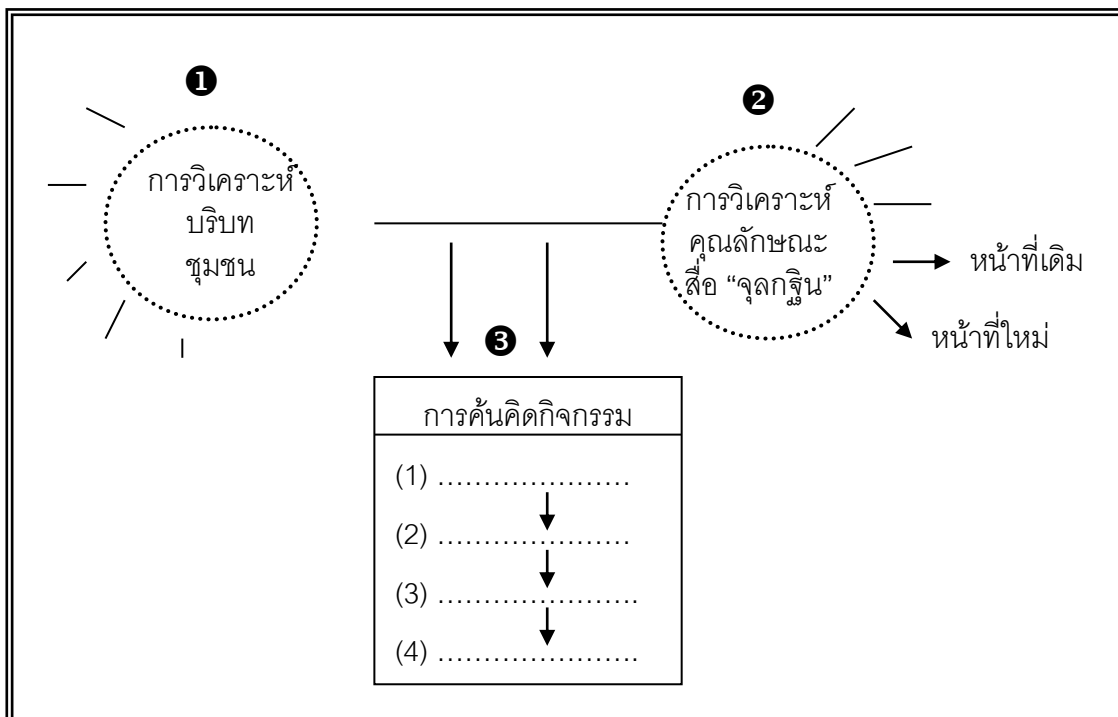 ❶
การวิเคราะห์
บริบท
ชุมชน
❷
การวิเคราะห์
คุณลักษณะ
สื่อ “จุลกฐิน”
หน้าที่เดิม
หน้าที่ใหม่
❸
การค้นคิดกิจกรรม
(1) .....................
(2) .....................
(3) ......................
(4) ......................